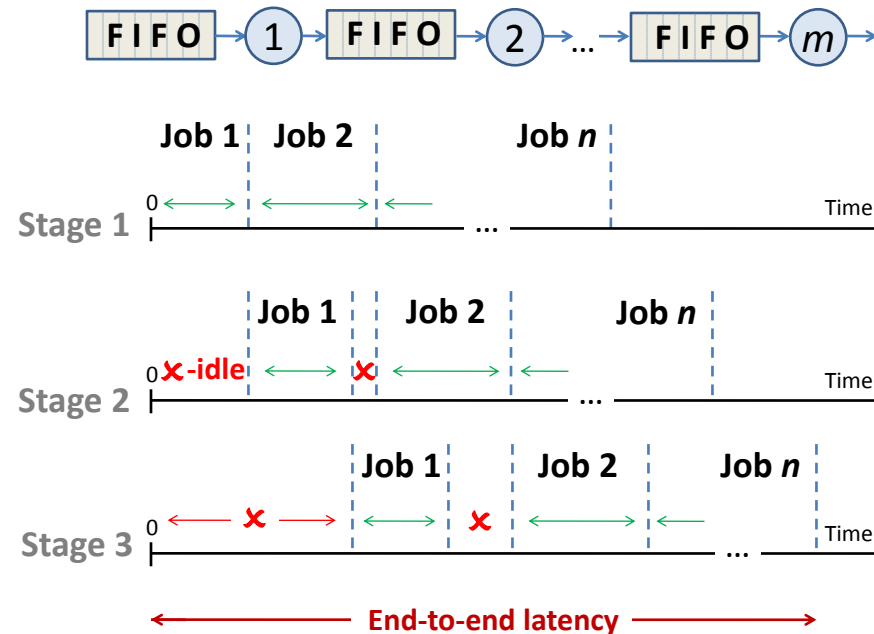 FIFO 1 FIFO 2 ... FIFO m
Job 1 Job 2 Job n
0 Time
Stage 1 ...
Job 1 Job 2 Job n
0 ✘-idle ✘ Time
Stage 2 ...
Job 1 Job 2 Job n
0 ✘ ✘ Time
Stage 3 ...
End-to-end latency